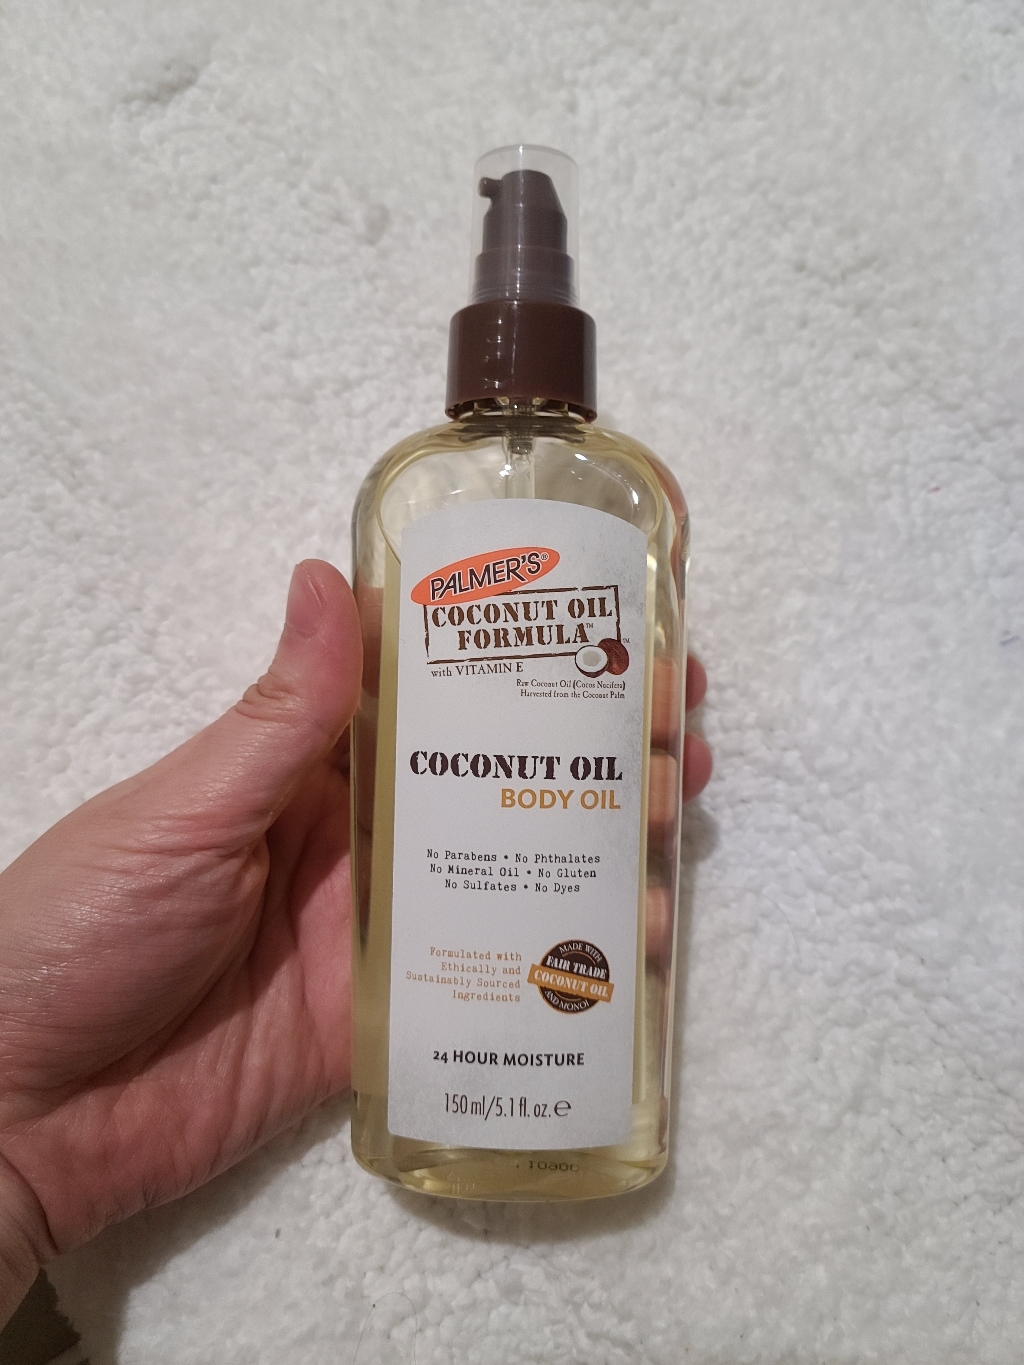 PALMER'S®
COCONUT OIL
FORMULA™
with VITAMIN E
Raw Coconut Oil (Cocos Nucifera)
Harvested from the Coconut Palm
COCONUT OIL
BODY OIL
No Parabens • No Phthalates
No Mineral Oil • No Gluten
No Sulfates • No Dyes
Formulated with
Ethically and
Sustainably Sourced
Ingredients
MADE WITH
FAIR TRADE
COCONUT OIL
AND MONOI
24 HOUR MOISTURE
150 ml/5.1 fl. oz. ℮